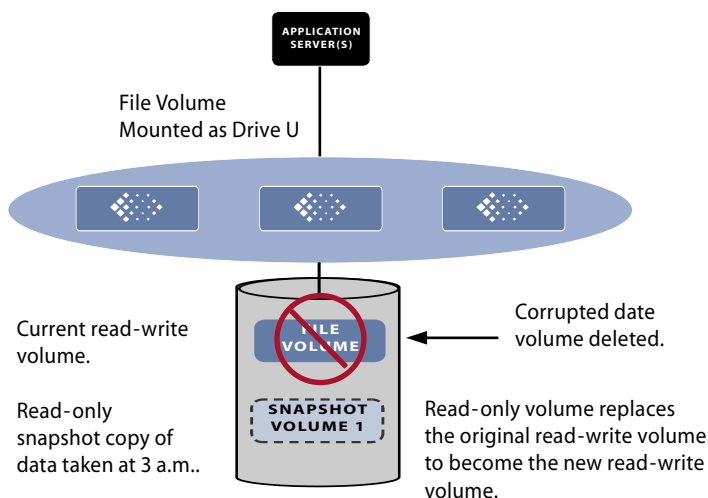 APPLICATION
SERVER(S)
File Volume
Mounted as Drive U
Current read-write
volume.
FILE
VOLUME
Corrupted date
volume deleted.
Read-only
snapshot copy of
data taken at 3 a.m..
SNAPSHOT
VOLUME 1
Read-only volume replaces
the original read-write volume
to become the new read-write
volume.